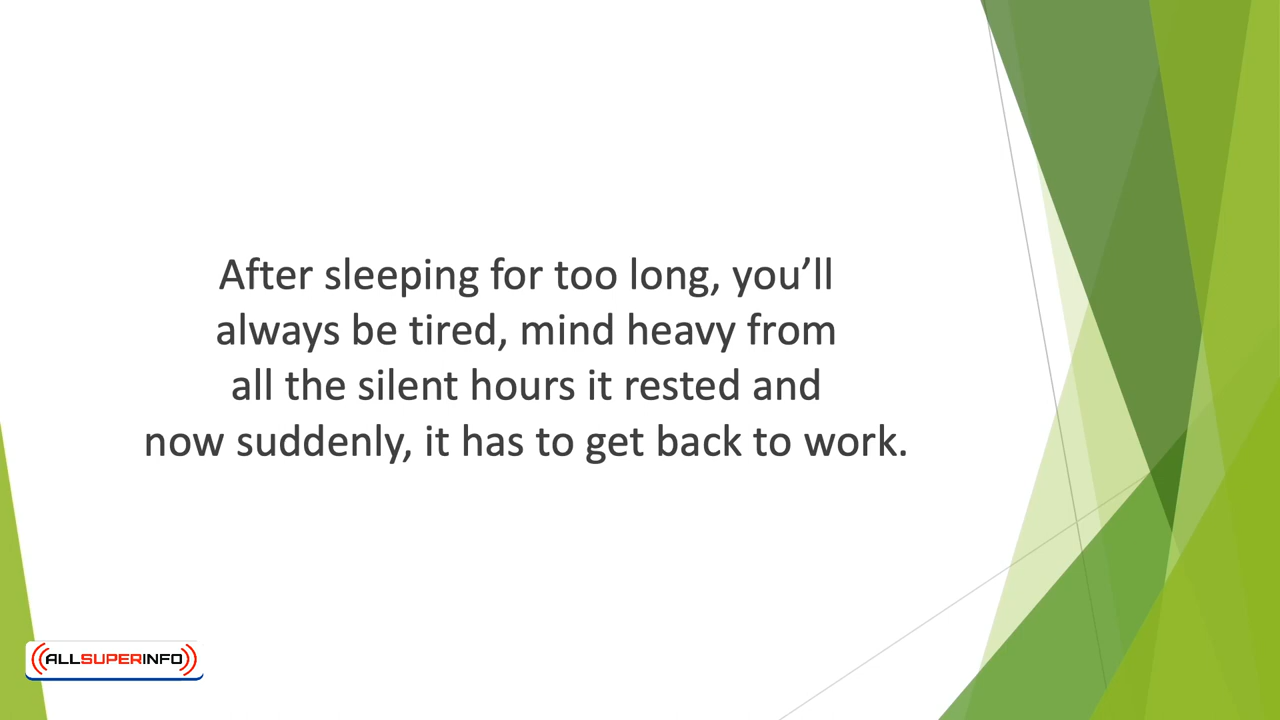 After sleeping for too long, you’ll
always be tired, mind heavy from
all the silent hours it rested and
now suddenly, it has to get back to work.
ALLSUPERINFO